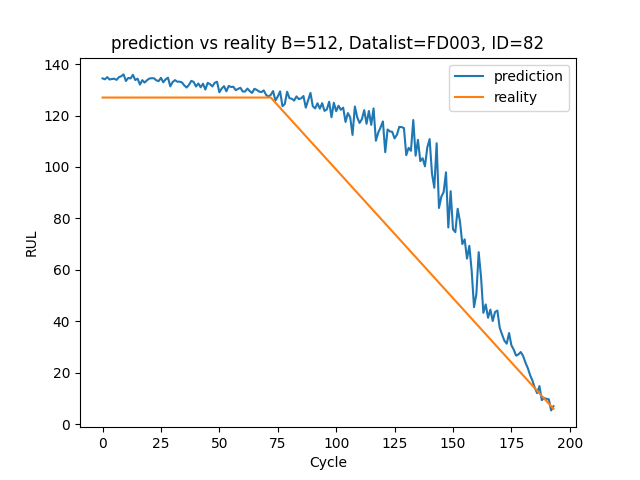 prediction vs reality B=512, Datalist=FD003, ID=82
prediction
reality
RUL
140
120
100
80
60
40
20
0
0 25 50 75 100 125 150 175 200
Cycle